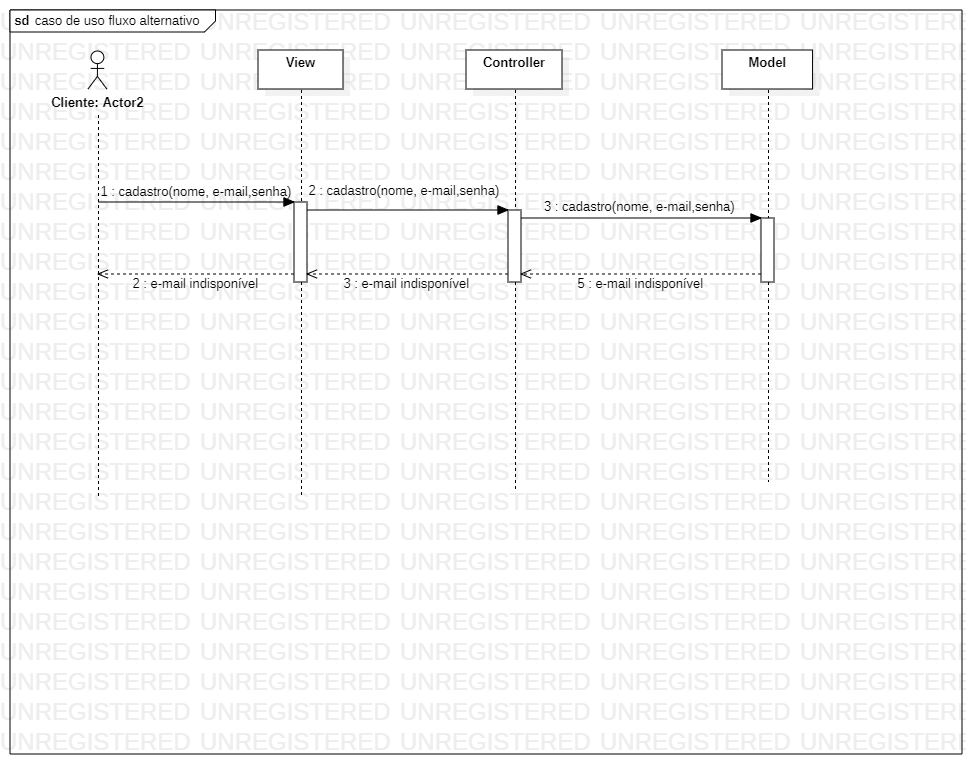 sd caso de uso fluxo alternativo
View
Controller
Model
Cliente: Actor2
1 : cadastro(nome, e-mail,senha)
2 : cadastro(nome, e-mail,senha)
3 : cadastro(nome, e-mail,senha)
2 : e-mail indisponível
3 : e-mail indisponível
5 : e-mail indisponível
UNREGISTERED UNREGISTERED UNREGISTERED UNREGISTERED UNREGISTERED